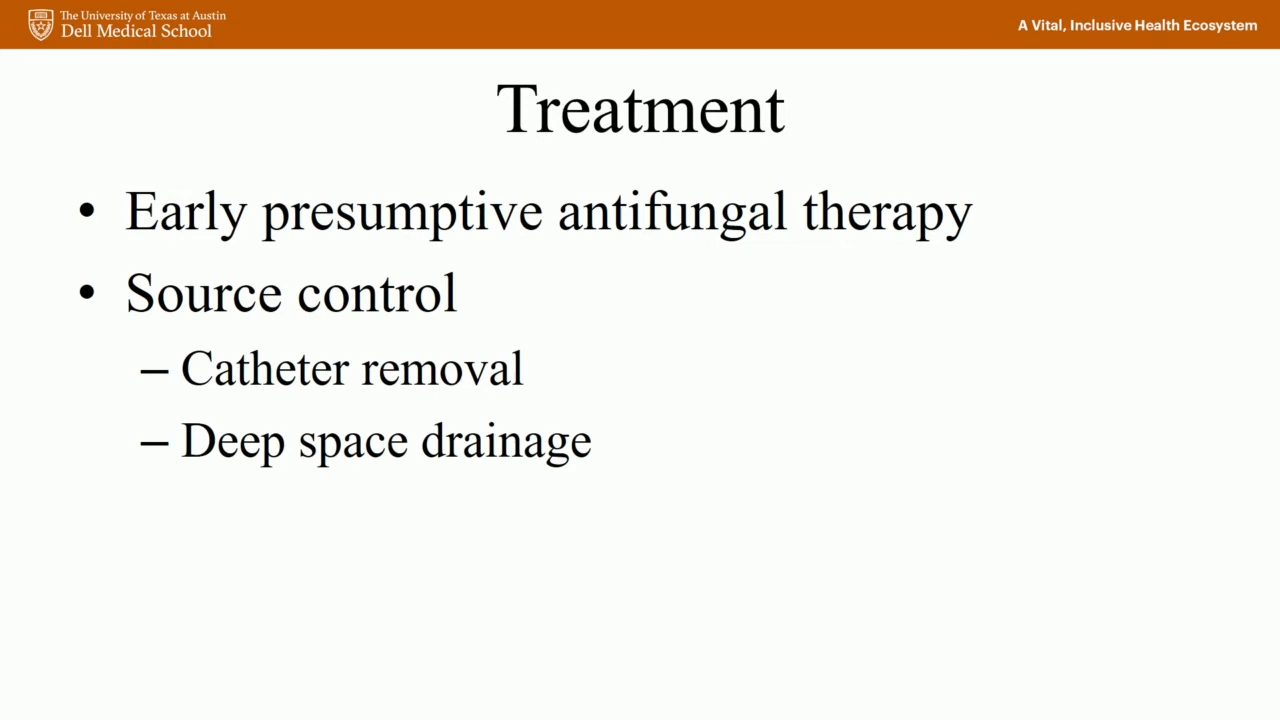 The University of Texas at Austin
Dell Medical School
A Vital, Inclusive Health Ecosystem
Treatment
• Early presumptive antifungal therapy
• Source control
– Catheter removal
– Deep space drainage